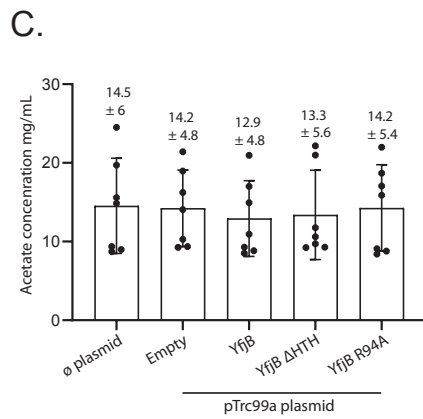 C.
Acetate concenration mg/mL
30
20
10
0
14.5
± 6
14.2
± 4.8
12.9
± 4.8
13.3
± 5.6
14.2
± 5.4
ø plasmid
Empty
YfjB
YfjB ΔHTH
YfjB R94A
pTrc99a plasmid